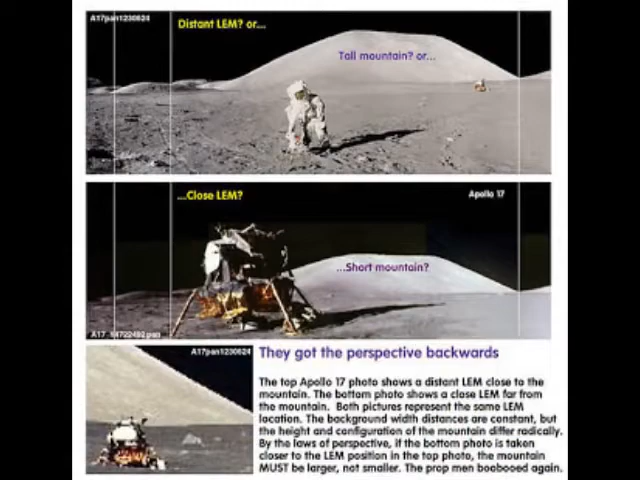 A17pan1230624
Distant LEM? or...
Tall mountain? or...
...Close LEM?
Apollo 17
...Short mountain?
A17
A17pan1230624
They got the perspective backwards
The top Apollo 17 photo shows a distant LEM close to the
mountain. The bottom photo shows a close LEM far from
the mountain. Both pictures represent the same LEM
location. The background width distances are constant, but
the height and configuration of the mountain differ radically.
By the laws of perspective, if the bottom photo is taken
closer to the LEM position in the top photo, the mountain
MUST be larger, not smaller. The prop men boobooed again.